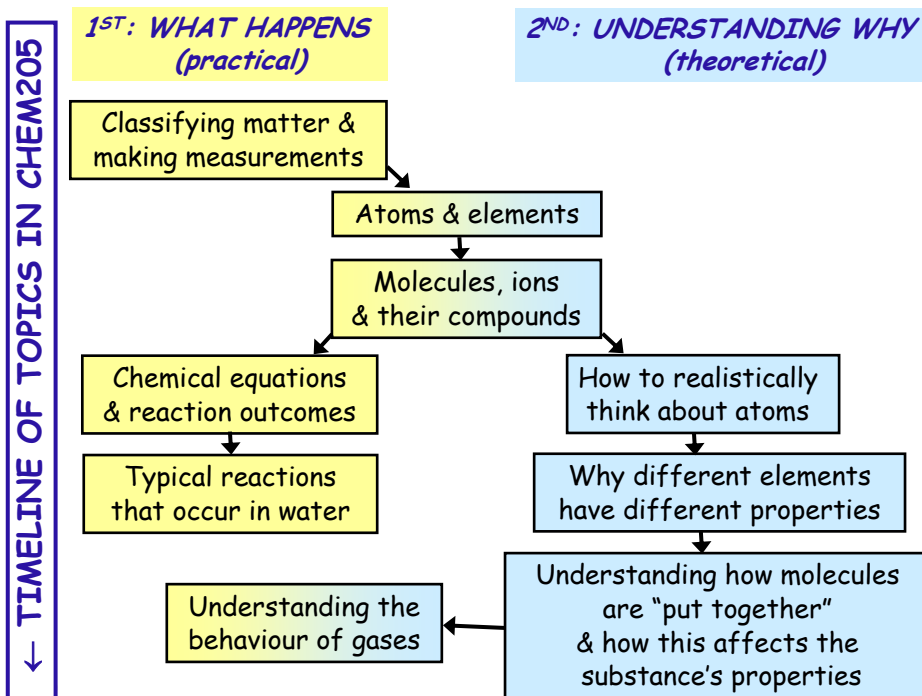 ← TIMELINE OF TOPICS IN CHEM205
1ST: WHAT HAPPENS
(practical)
2ND: UNDERSTANDING WHY
(theoretical)
Classifying matter &
making measurements
Atoms & elements
Molecules, ions
& their compounds
Chemical equations
& reaction outcomes
How to realistically
think about atoms
Typical reactions
that occur in water
Why different elements
have different properties
Understanding the
behaviour of gases
Understanding how molecules
are “put together”
& how this affects the
substance’s properties